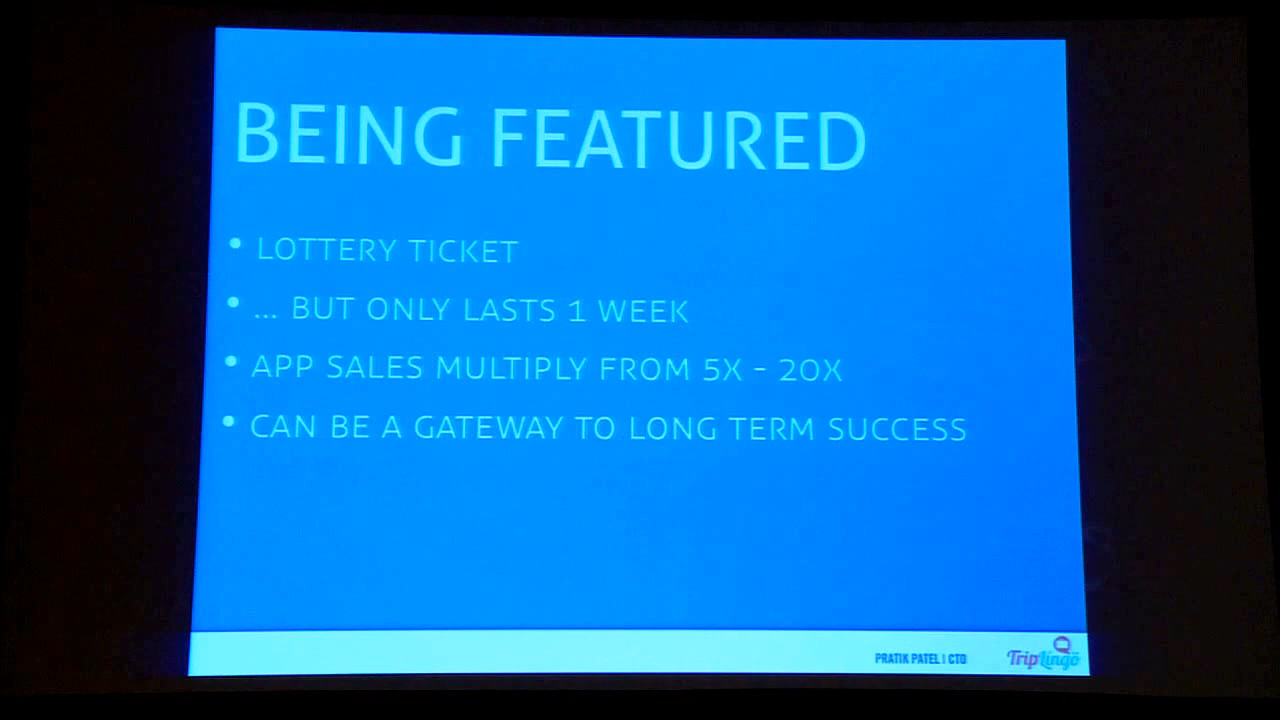 BEING FEATURED
• LOTTERY TICKET
• ... BUT ONLY LASTS 1 WEEK
• APP SALES MULTIPLY FROM 5X - 20X
• CAN BE A GATEWAY TO LONG TERM SUCCESS
PRATIK PATEL | CTO
TripLingo